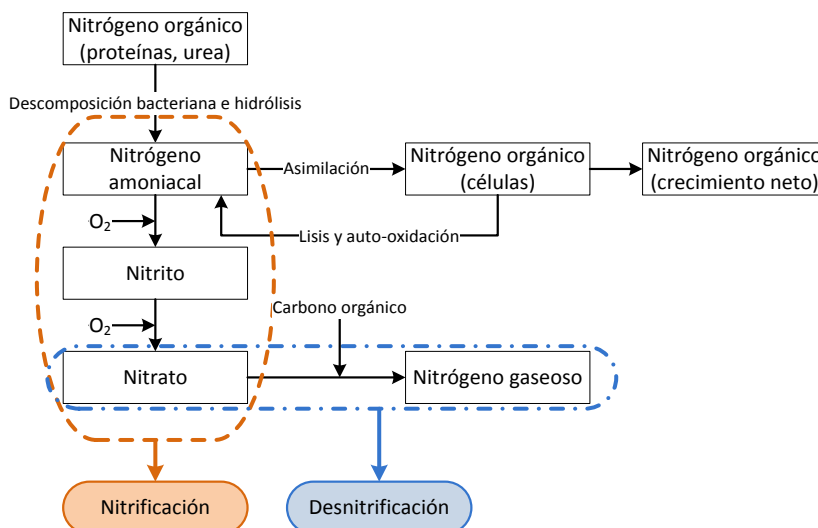 Nitrógeno orgánico
(proteínas, urea)
Descomposición bacteriana e hidrólisis
Nitrógeno
amoniacal
Asimilación
Nitrógeno orgánico
(células)
Nitrógeno orgánico
(crecimiento neto)
O2
Lisis y auto-oxidación
Nitrito
Carbono orgánico
O2
Nitrato
Nitrógeno gaseoso
Nitrificación
Desnitrificación